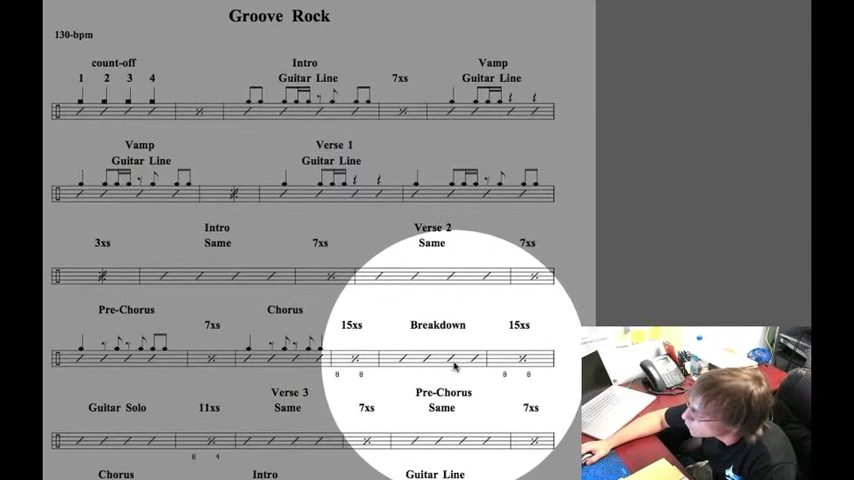 Groove Rock
130-bpm
count-off Intro Vamp
1 2 3 4 Guitar Line 7xs Guitar Line
Vamp Verse 1
Guitar Line Guitar Line
Intro Verse 2
3xs Same 7xs Same 7xs
Pre-Chorus Chorus
7xs 15xs Breakdown 15xs
8 8 8 8
Verse 3 Pre-Chorus
Guitar Solo 11xs Same 7xs Same 7xs
8 4
Chorus Intro Guitar Line